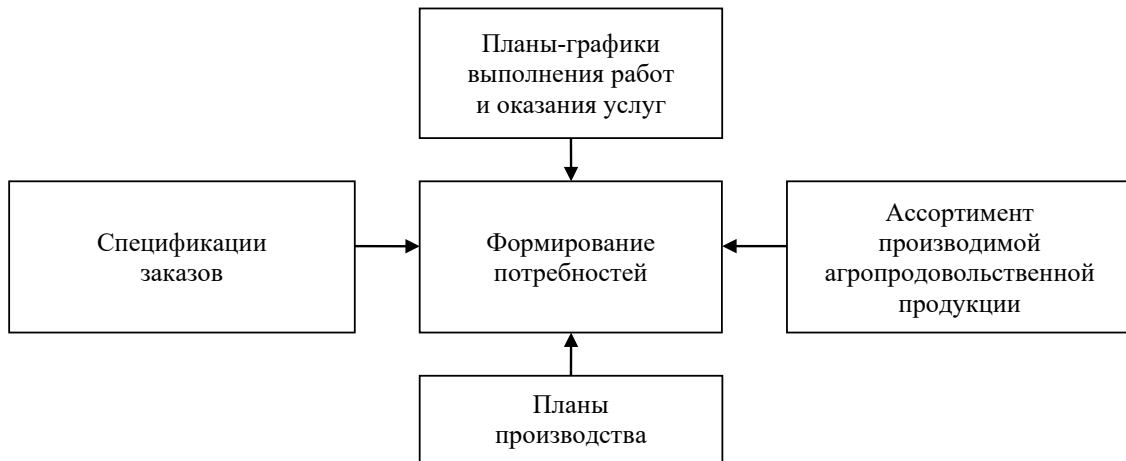 Планы-графики
выполнения работ
и оказания услуг
Спецификации
заказов
Формирование
потребностей
Ассортимент
производимой
агропродовольственной
продукции
Планы
производства